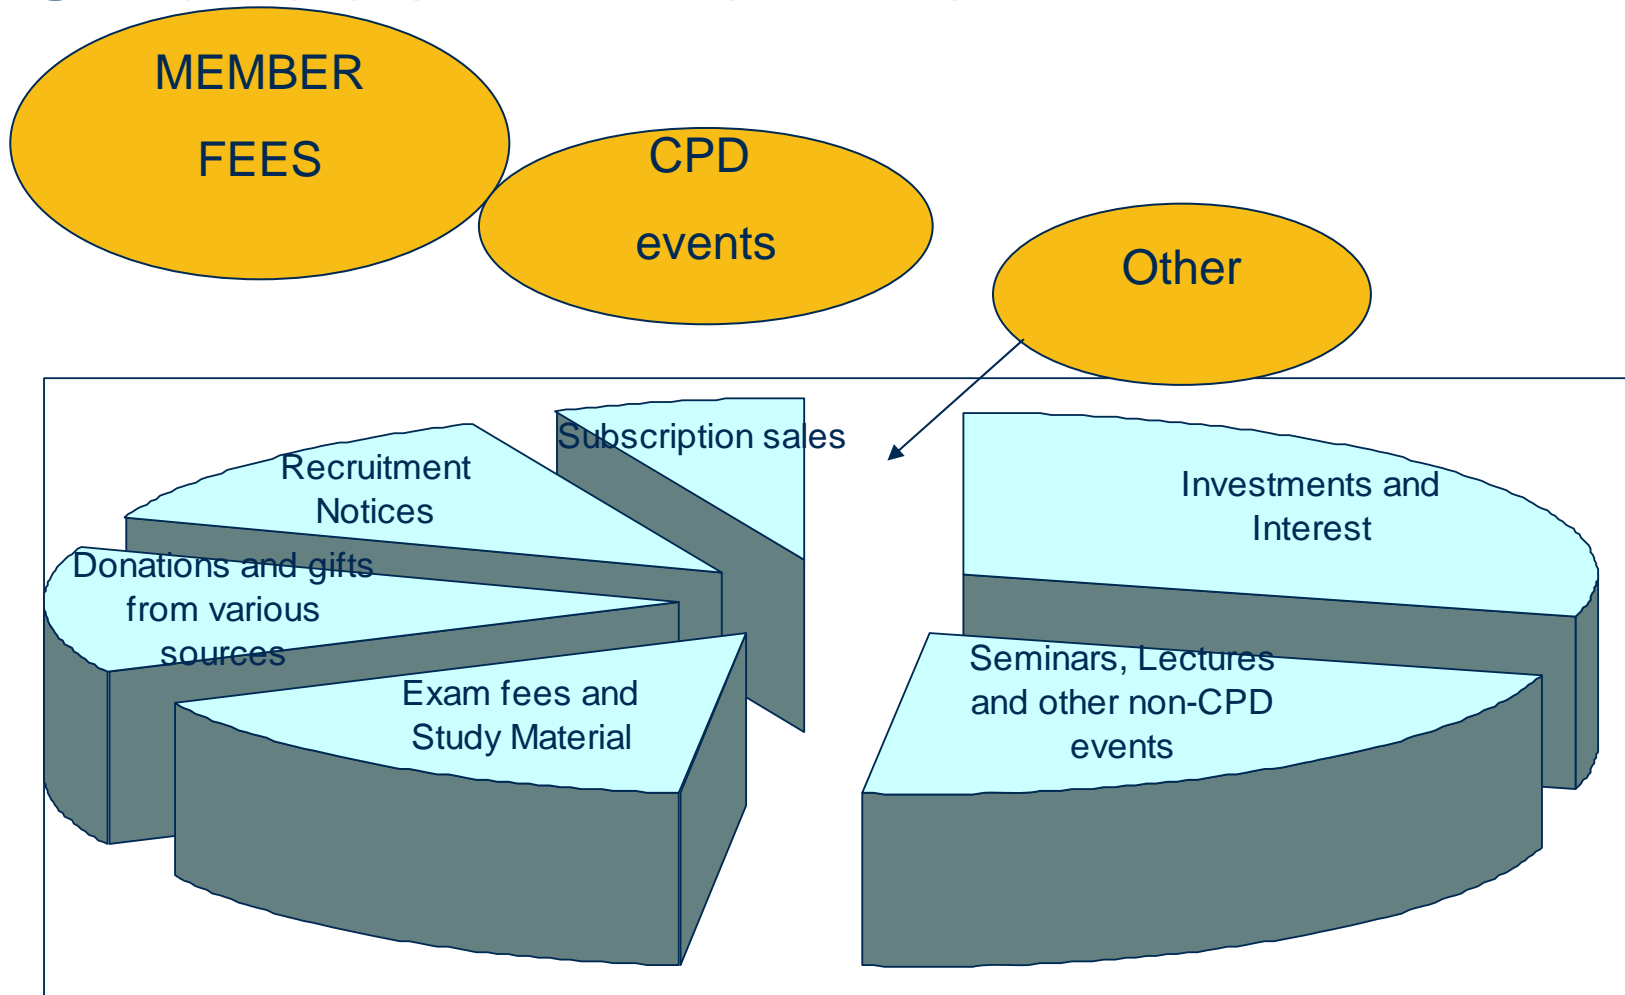 MEMBER
FEES
CPD
events
Other
Subscription sales
Recruitment
Notices
Investments and
Interest
Donations and gifts
from various
sources
Seminars, Lectures
and other non-CPD
events
Exam fees and
Study Material